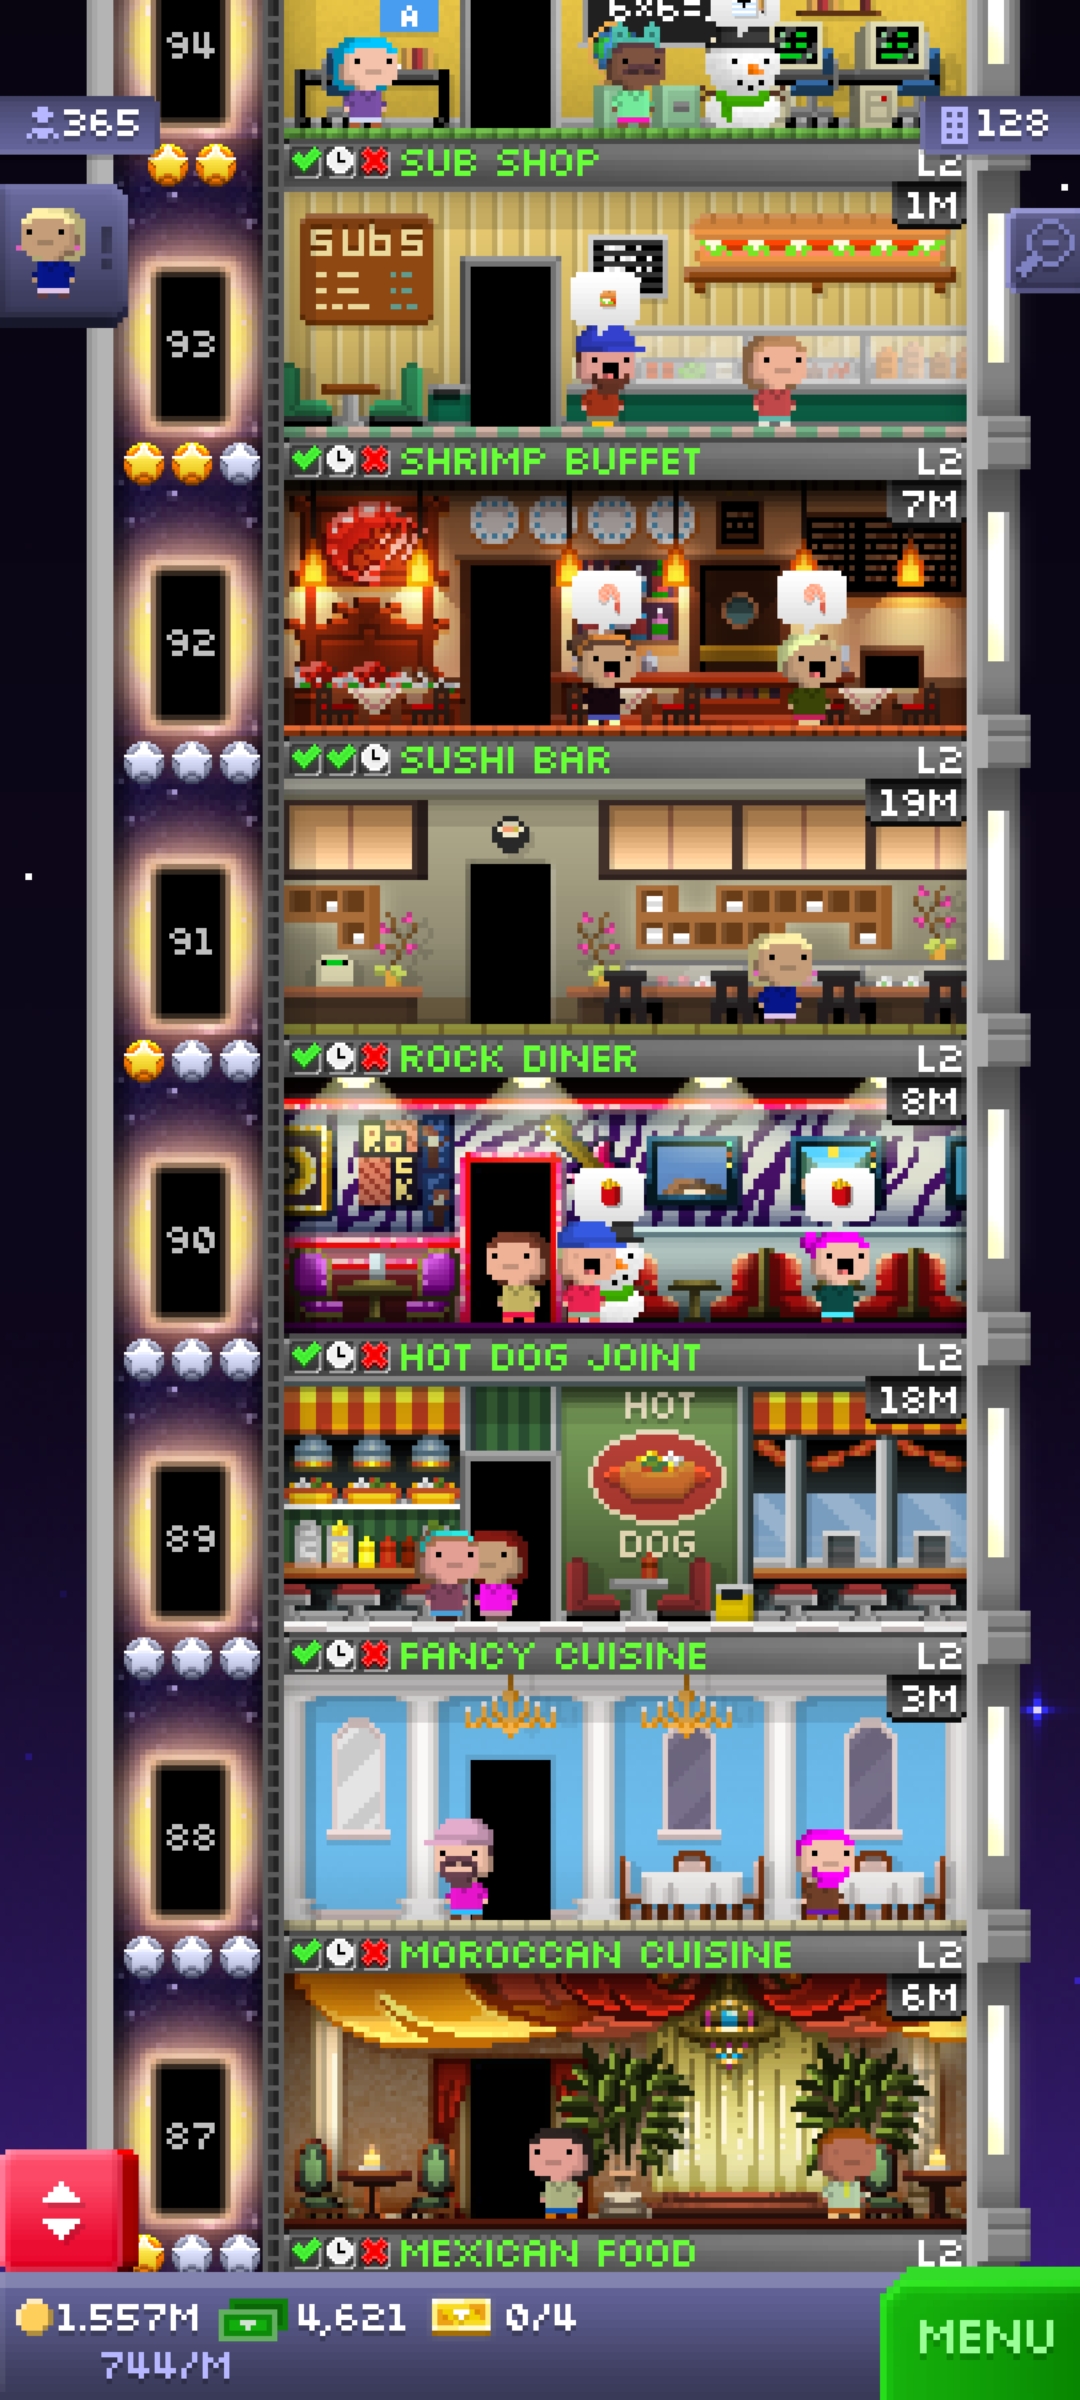 94
A
6X6=
365
128
SUB SHOP L2
1M
SUBS
93
SHRIMP BUFFET L2
7M
92
SUSHI BAR L2
19M
91
ROCK DINER L2
8M
ROCK
90
HOT DOG JOINT L2
18M
HOT
DOG
89
FANCY CUISINE L2
3M
88
MOROCCAN CUISINE L2
6M
87
MEXICAN FOOD L2
1.557M 4,621 0/4
744/M
MENU